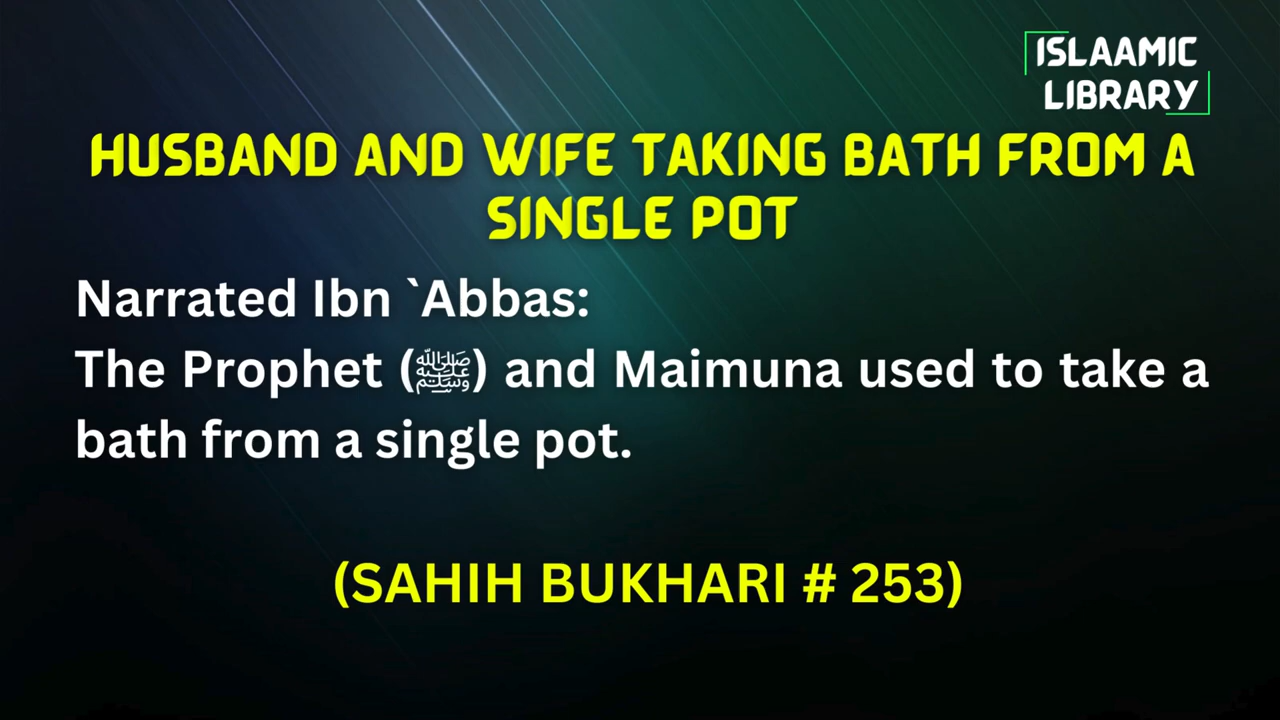 ISLAAMIC
LIBRARY
HUSBAND AND WIFE TAKING BATH FROM A
SINGLE POT
Narrated Ibn `Abbas:
The Prophet (ﷺ) and Maimuna used to take a
bath from a single pot.
(SAHIH BUKHARI # 253)